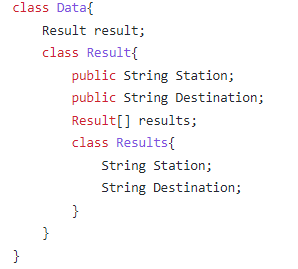 class Data{
    Result result;
    class Result{
        public String Station;
        public String Destination;
        Result[] results;
        class Results{
            String Station;
            String Destination;
        }
    }
}